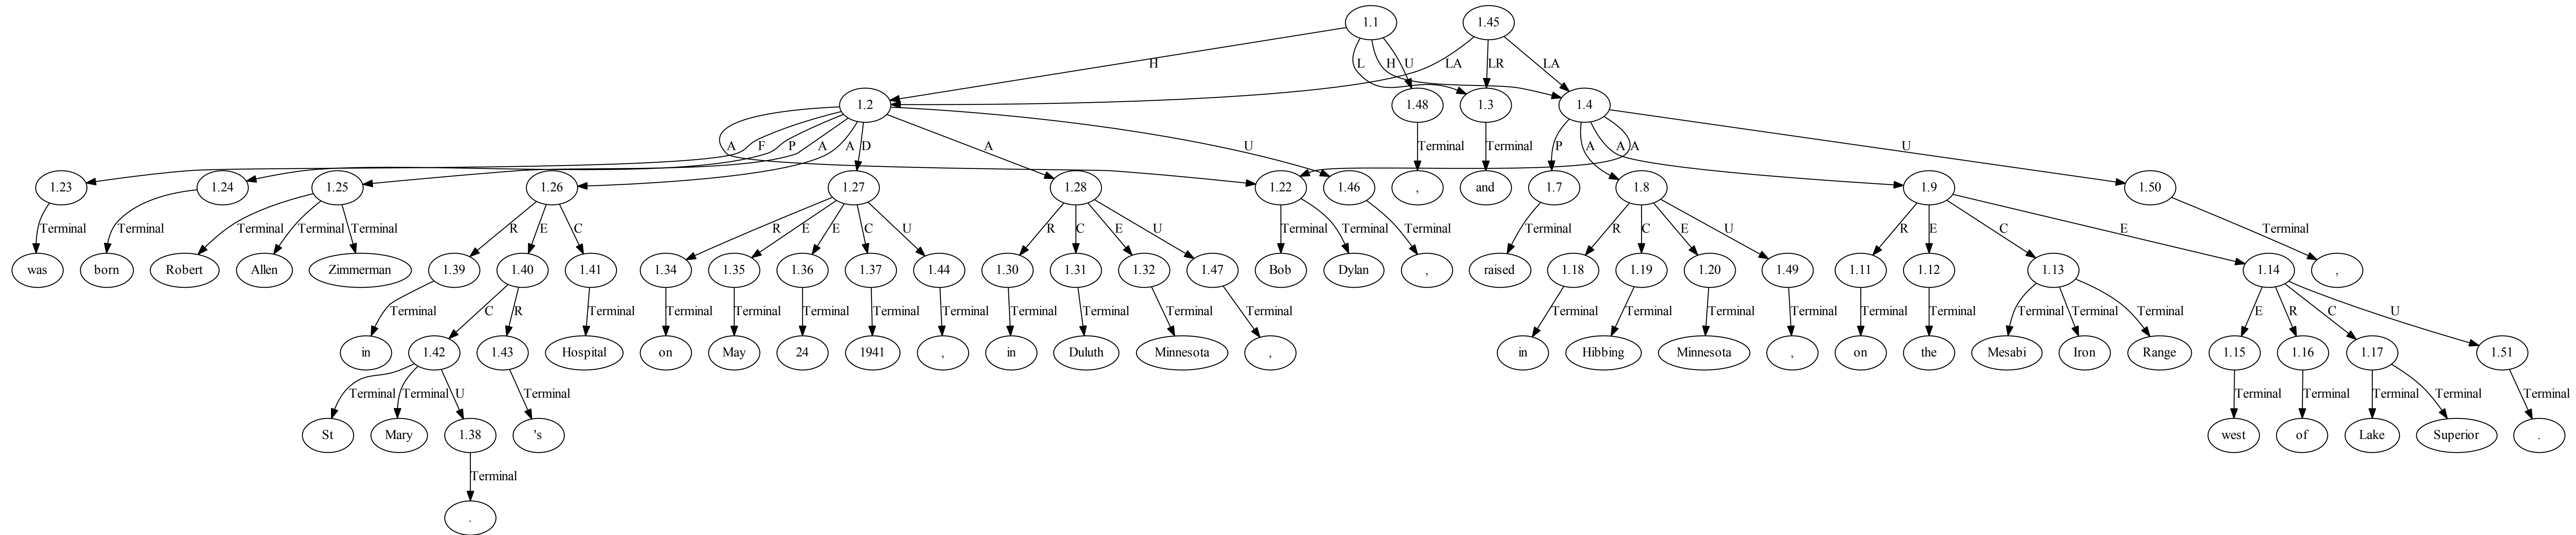 1.1 1.45
H L H U LA LR LA
1.2 1.48 1.3 1.4
A F P A A D A U Terminal Terminal P A A A U
1.23 1.24 1.25 1.26 1.27 1.28 1.22 1.46 , and 1.7 1.8 1.9 1.50
Terminal Terminal Terminal Terminal Terminal R E C R E E C U R C E U Terminal Terminal Terminal Terminal R C E U R E C E Terminal
was born Robert Allen Zimmerman 1.39 1.40 1.41 1.34 1.35 1.36 1.37 1.44 1.30 1.31 1.32 1.47 Bob Dylan , raised 1.18 1.19 1.20 1.49 1.11 1.12 1.13 1.14 ,
Terminal C R Terminal Terminal Terminal Terminal Terminal Terminal Terminal Terminal Terminal Terminal Terminal Terminal Terminal Terminal Terminal Terminal Terminal Terminal Terminal E R C U
in 1.42 1.43 Hospital on May 24 1941 , in Duluth Minnesota , in Hibbing Minnesota , on the Mesabi Iron Range 1.15 1.16 1.17 1.51
Terminal Terminal U Terminal Terminal Terminal Terminal Terminal Terminal
St Mary 1.38 's west of Lake Superior .
Terminal
.